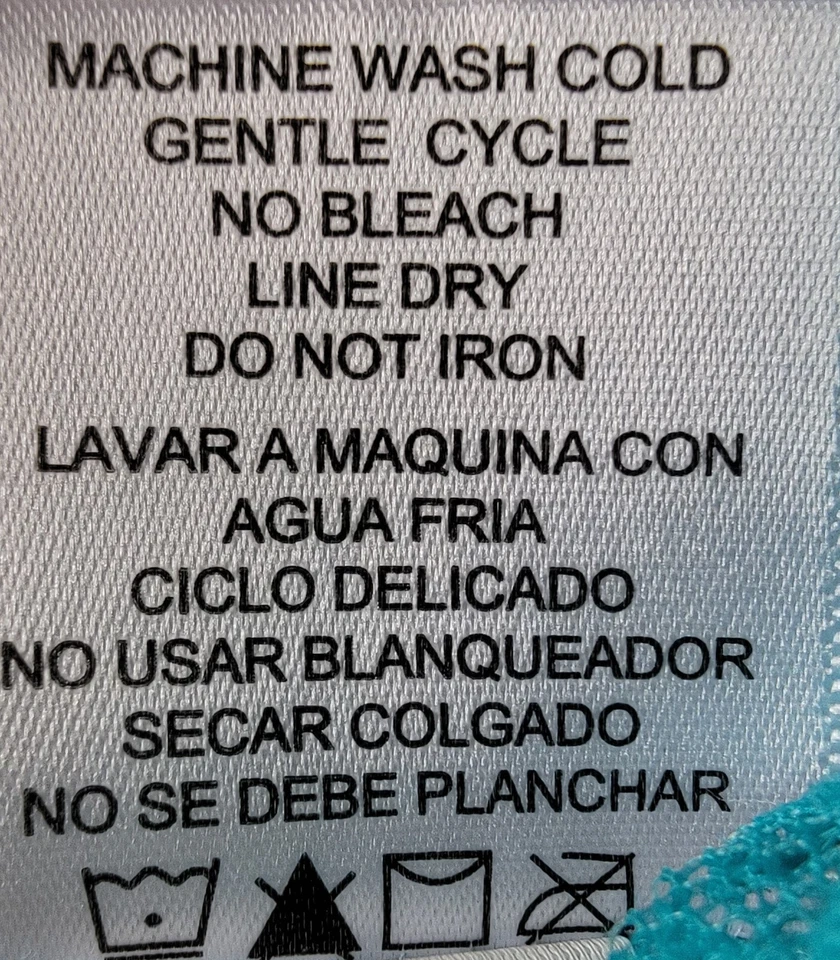 MACHINE WASH COLD
GENTLE CYCLE
NO BLEACH
LINE DRY
DO NOT IRON
LAVAR A MAQUINA CON
AGUA FRIA
CICLO DELICADO
NO USAR BLANQUEADOR
SECAR COLGADO
NO SE DEBE PLANCHAR